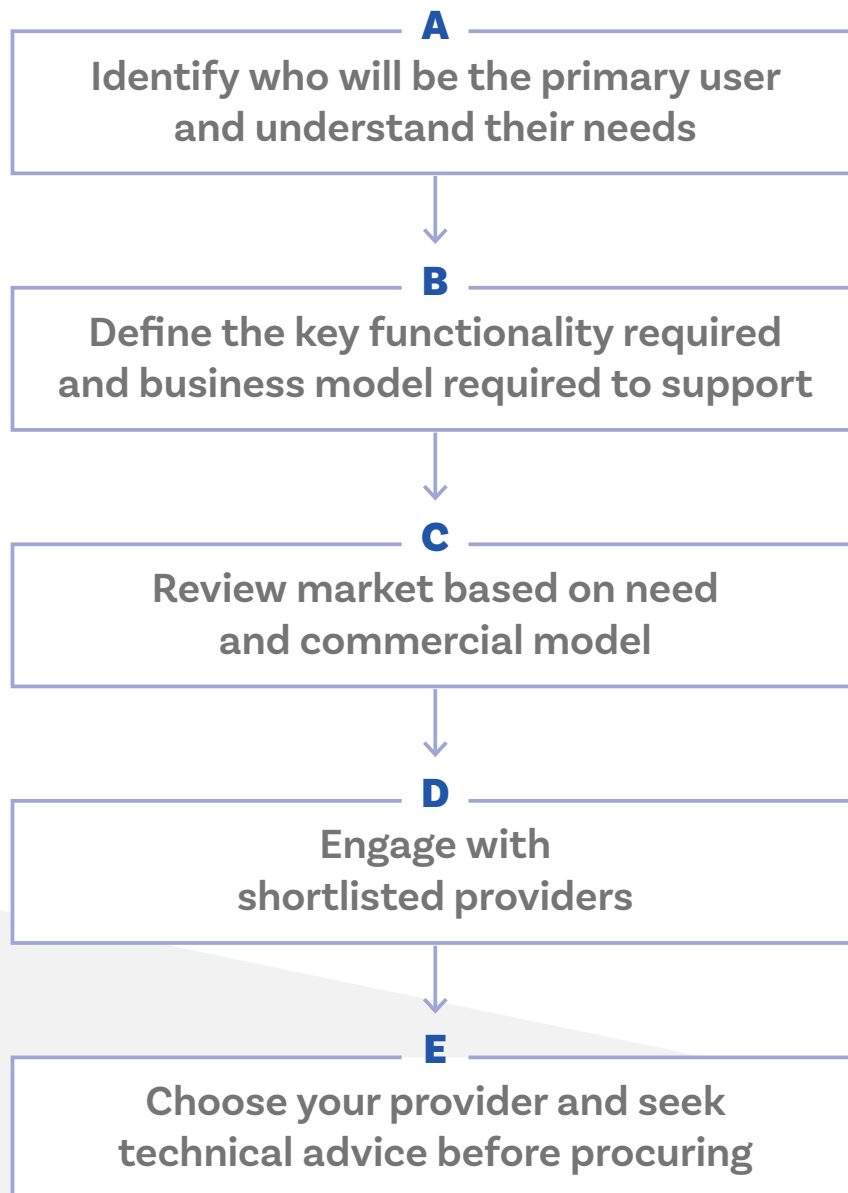 A
Identify who will be the primary user
and understand their needs
B
Define the key functionality required
and business model required to support
C
Review market based on need
and commercial model
D
Engage with
shortlisted providers
E
Choose your provider and seek
technical advice before procuring